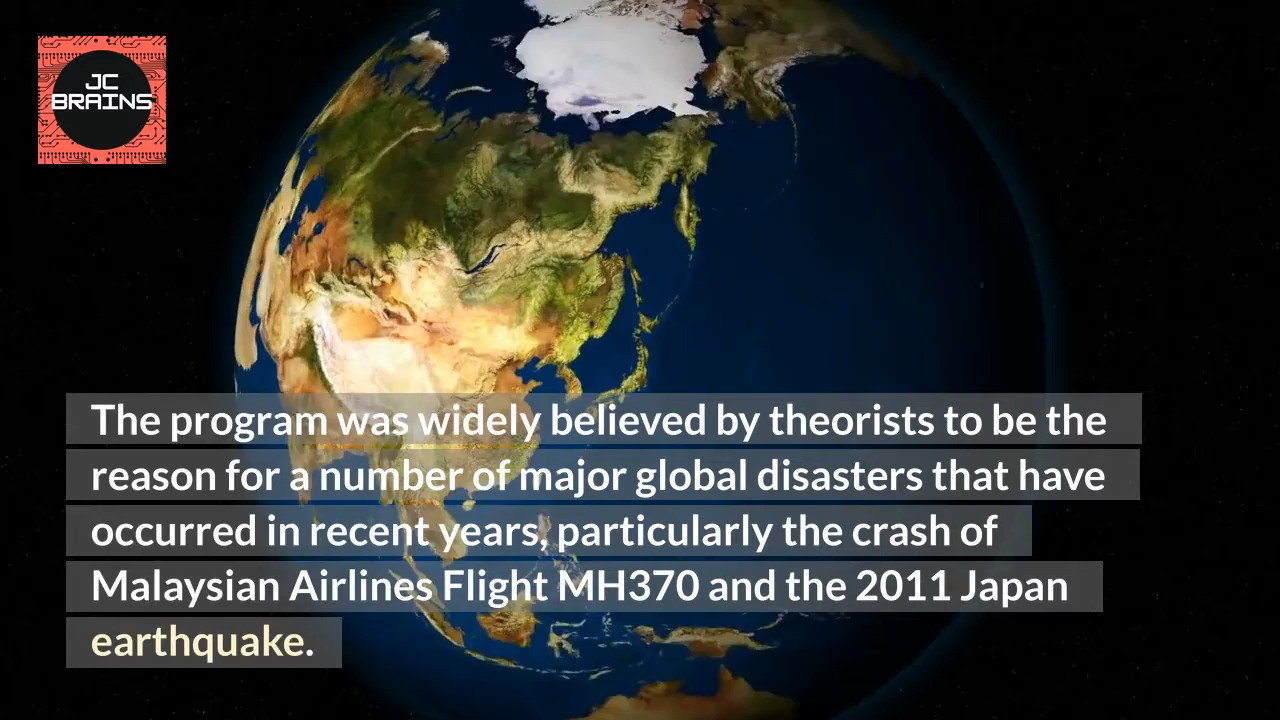 JC
BRAINS
The program was widely believed by theorists to be the
reason for a number of major global disasters that have
occurred in recent years, particularly the crash of
Malaysian Airlines Flight MH370 and the 2011 Japan
earthquake.